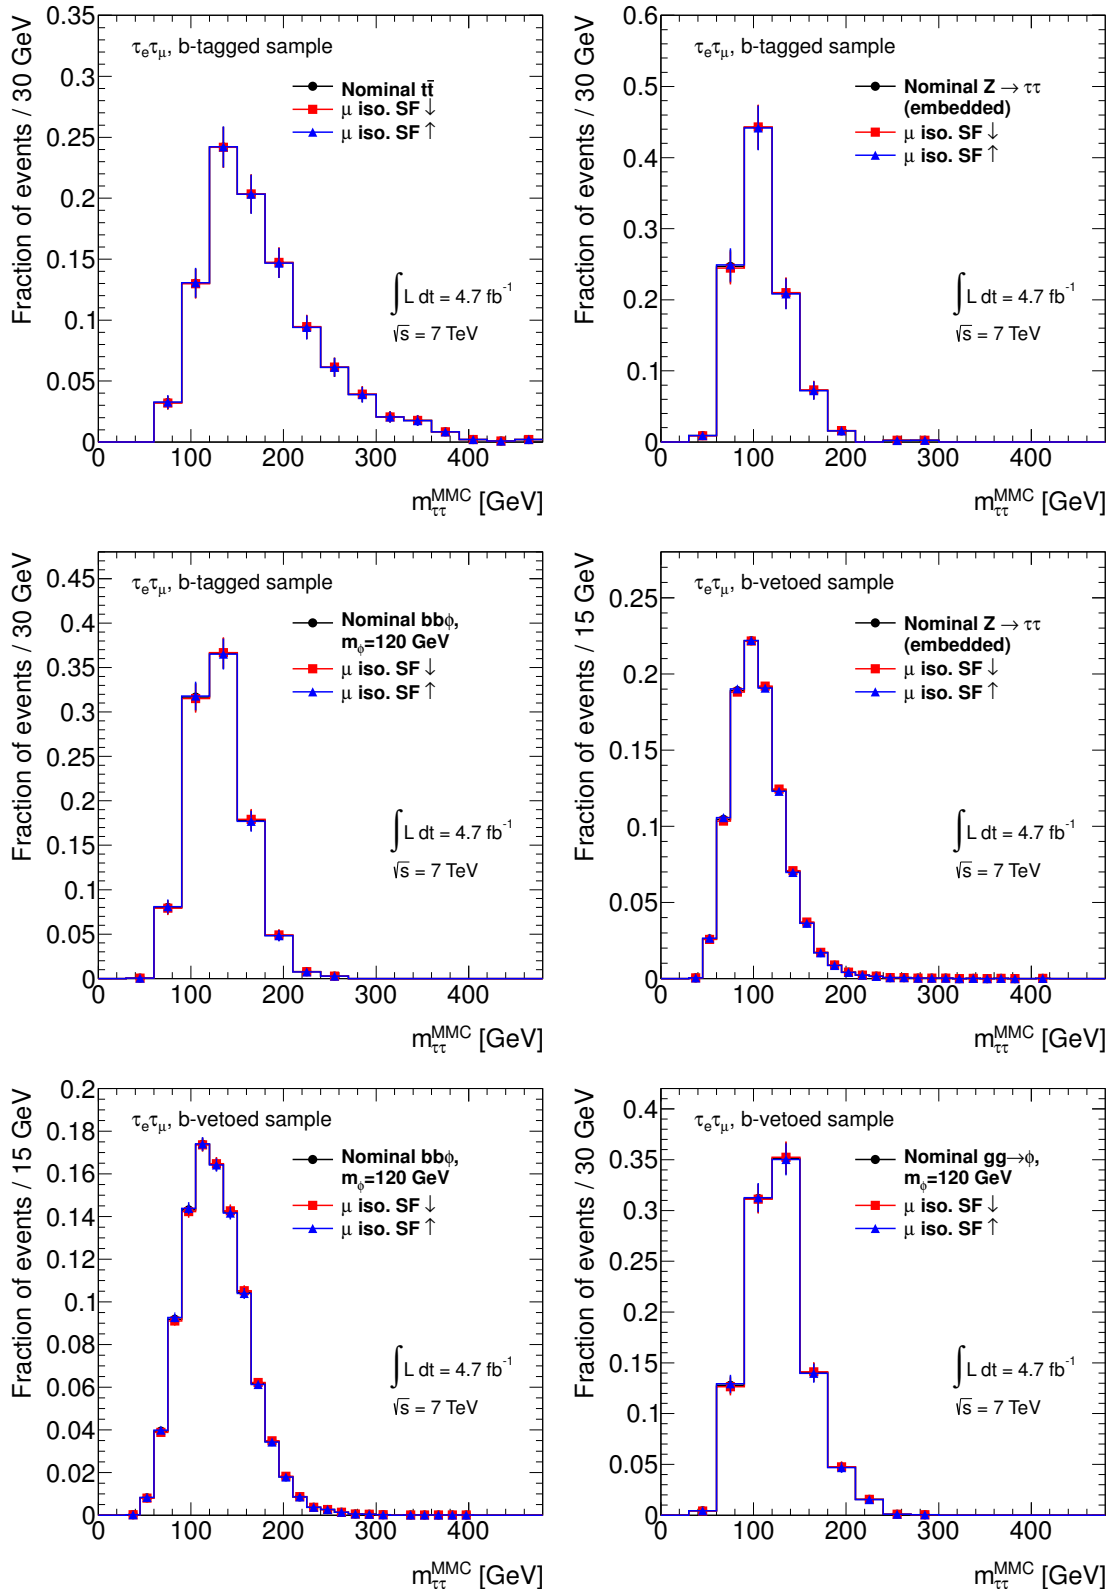 τeτμ, b-tagged sample
Nominal tt̄
μ iso. SF ↓
μ iso. SF ↑
∫ L dt = 4.7 fb⁻¹
√s = 7 TeV
Fraction of events / 30 GeV
0.35
0.3
0.25
0.2
0.15
0.1
0.05
0
0 100 200 300 400
mττMMC [GeV]
τeτμ, b-tagged sample
Nominal Z → ττ
(embedded)
μ iso. SF ↓
μ iso. SF ↑
∫ L dt = 4.7 fb⁻¹
√s = 7 TeV
Fraction of events / 30 GeV
0.6
0.5
0.4
0.3
0.2
0.1
0
0 100 200 300 400
mττMMC [GeV]
τeτμ, b-tagged sample
Nominal bbϕ,
mϕ=120 GeV
μ iso. SF ↓
μ iso. SF ↑
∫ L dt = 4.7 fb⁻¹
√s = 7 TeV
Fraction of events / 30 GeV
0.45
0.4
0.35
0.3
0.25
0.2
0.15
0.1
0.05
0
0 100 200 300 400
mττMMC [GeV]
τeτμ, b-vetoed sample
Nominal Z → ττ
(embedded)
μ iso. SF ↓
μ iso. SF ↑
∫ L dt = 4.7 fb⁻¹
√s = 7 TeV
Fraction of events / 15 GeV
0.25
0.2
0.15
0.1
0.05
0
0 100 200 300 400
mττMMC [GeV]
τeτμ, b-vetoed sample
Nominal bbϕ,
mϕ=120 GeV
μ iso. SF ↓
μ iso. SF ↑
∫ L dt = 4.7 fb⁻¹
√s = 7 TeV
Fraction of events / 15 GeV
0.2
0.18
0.16
0.14
0.12
0.1
0.08
0.06
0.04
0.02
0
0 100 200 300 400
mττMMC [GeV]
τeτμ, b-vetoed sample
Nominal gg→ϕ,
mϕ=120 GeV
μ iso. SF ↓
μ iso. SF ↑
∫ L dt = 4.7 fb⁻¹
√s = 7 TeV
Fraction of events / 30 GeV
0.4
0.35
0.3
0.25
0.2
0.15
0.1
0.05
0
0 100 200 300 400
mττMMC [GeV]